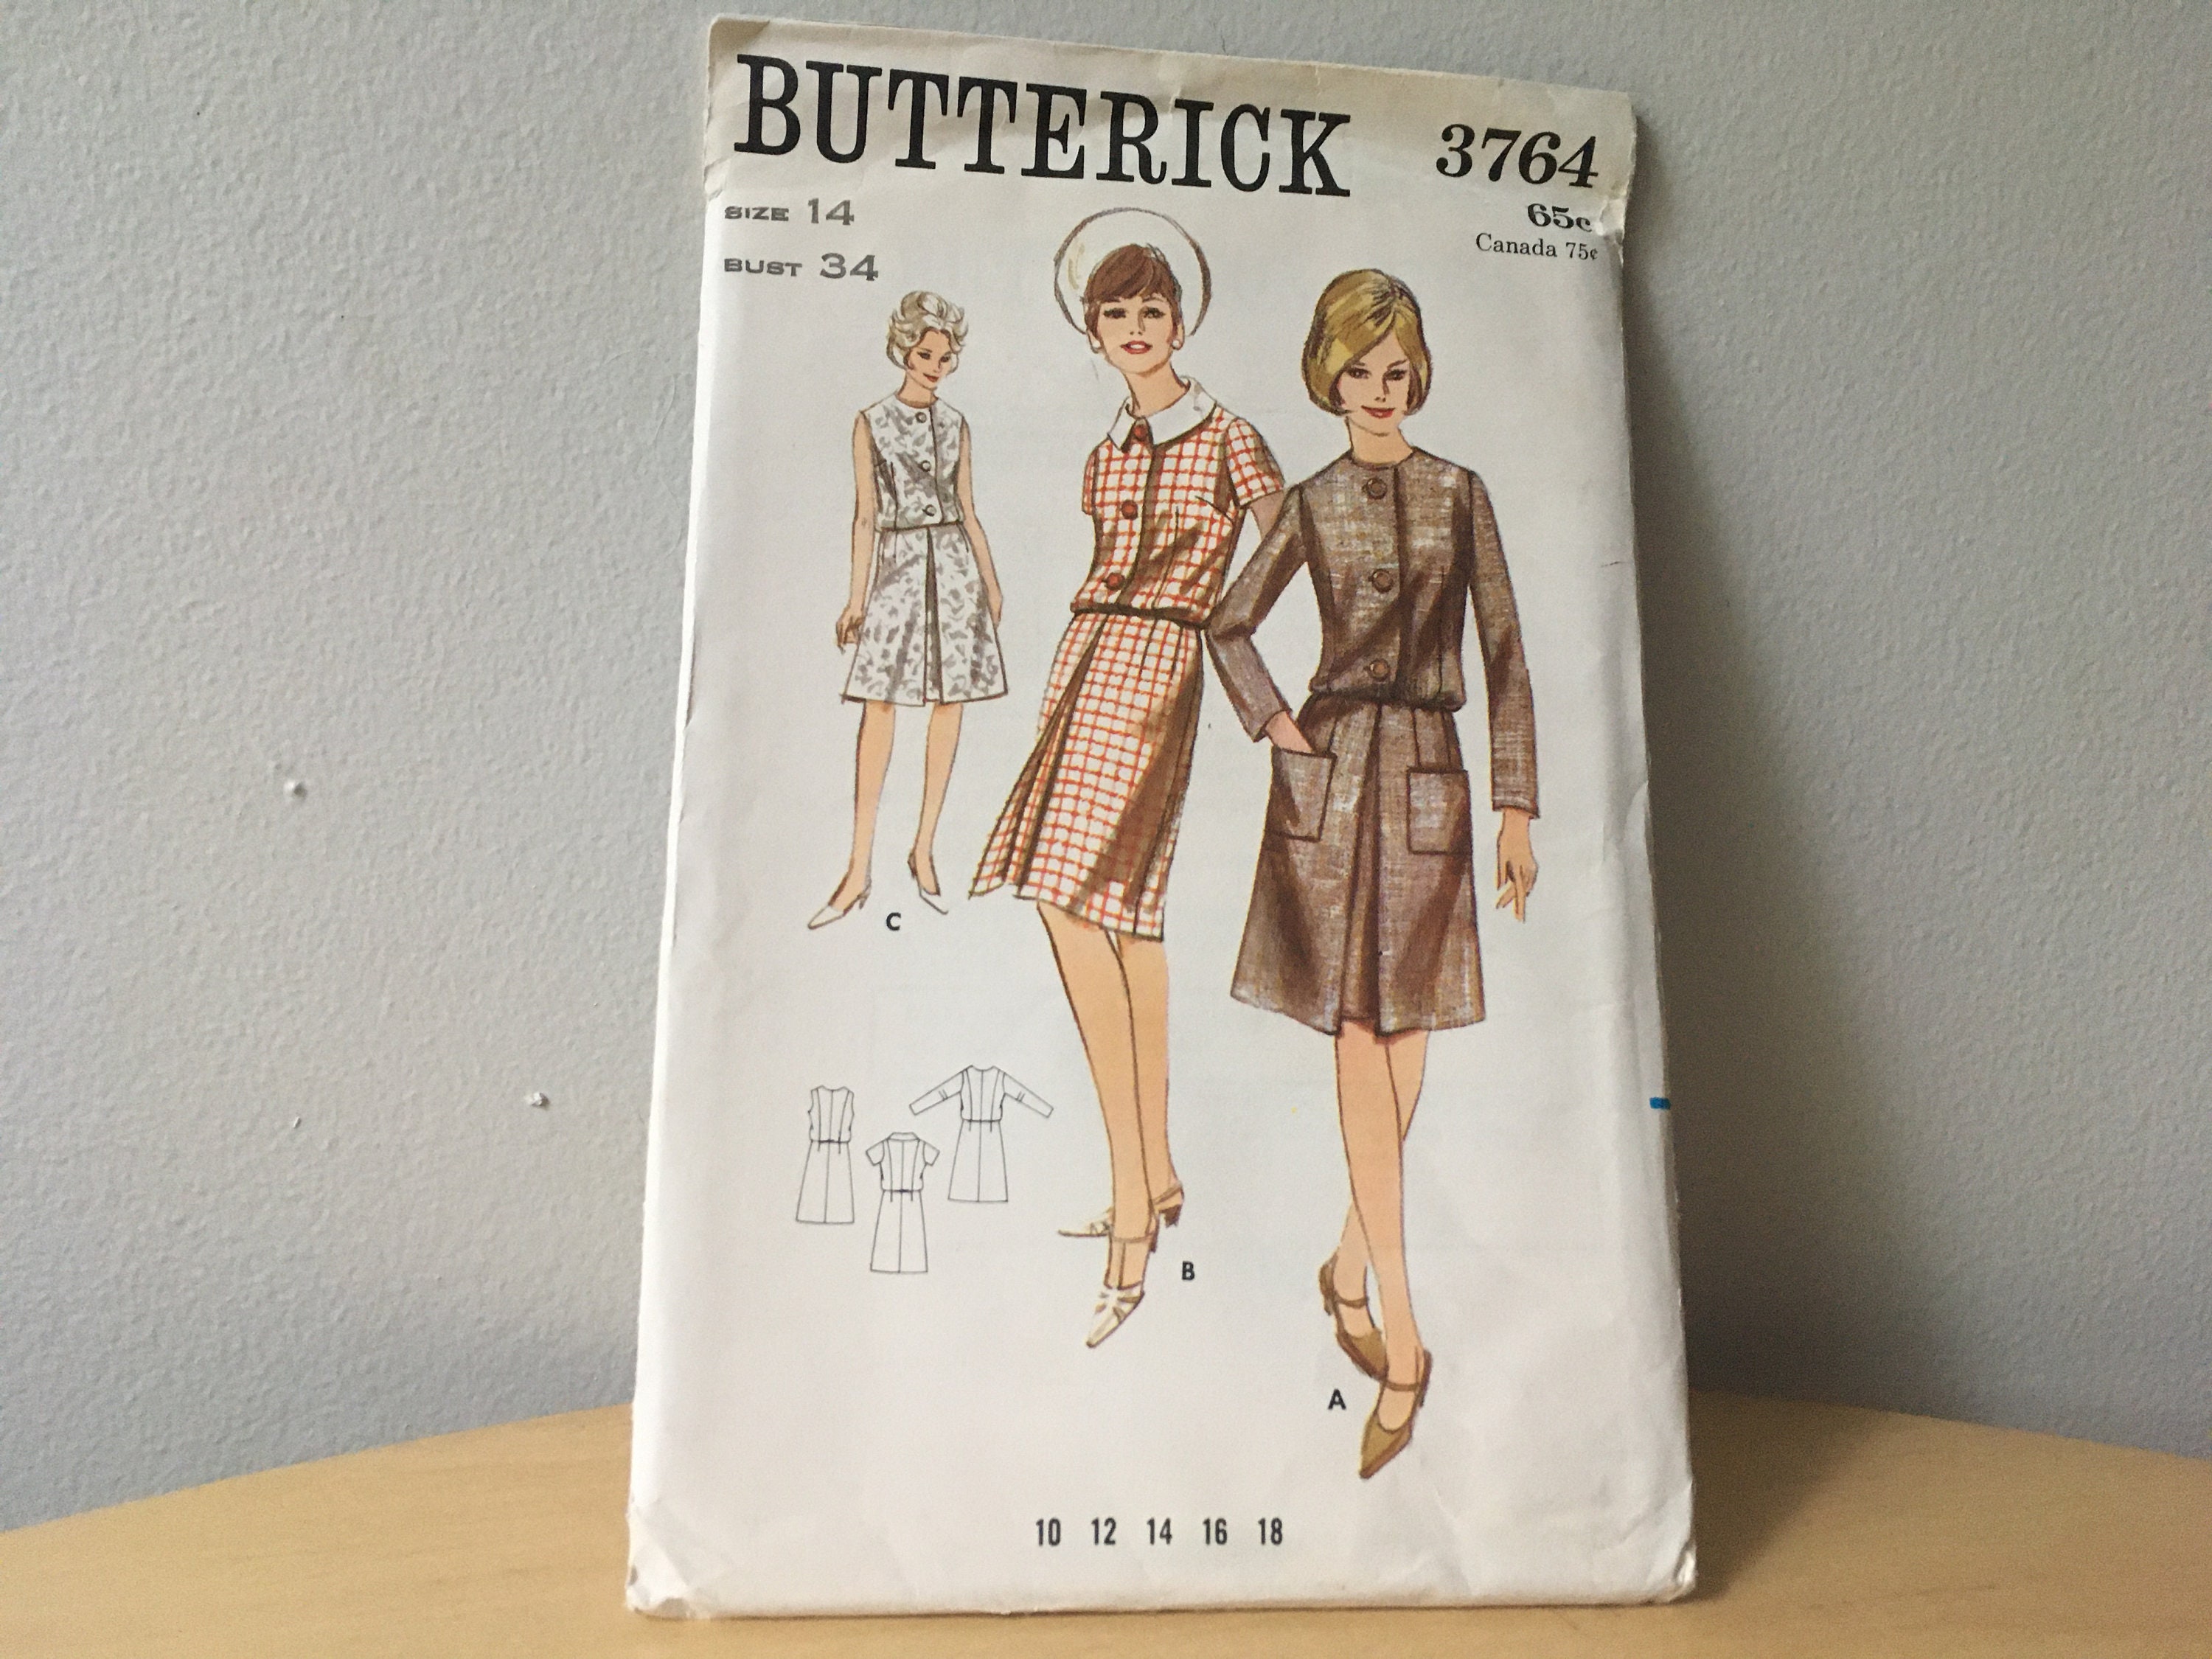 BUTTERICK 3764
SIZE 14
65¢
Canada 75¢
BUST 34
C
B
A
10 12 14 16 18